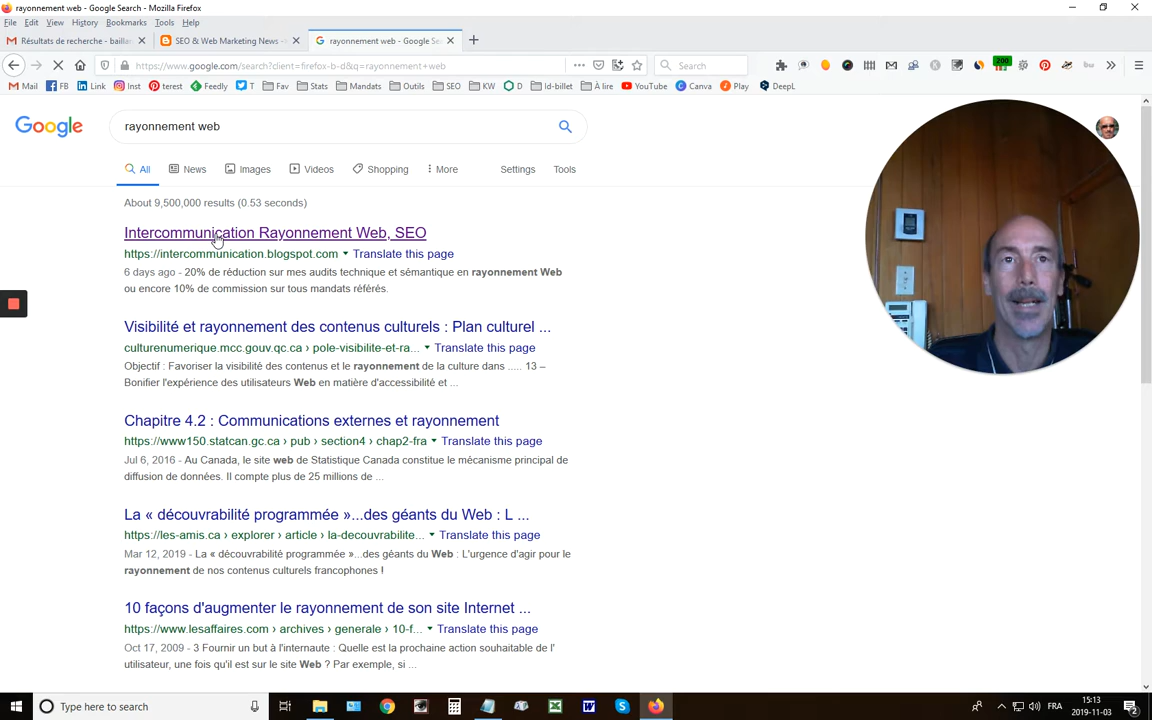 rayonnement web - Google Search - Mozilla Firefox
File Edit View History Bookmarks Tools Help
Résultats de recherche - baillan
SEO & Web Marketing News -
rayonnement web - Google Sea
https://www.google.com/search?client=firefox-b-d&q=rayonnement+web
Search
200
Mail FB Link Inst terest Feedly T Fav Stats Mandats Outils SEO KW D Id-billet À lire YouTube Canva Play DeepL
Google
rayonnement web
All News Images Videos Shopping More Settings Tools
About 9,500,000 results (0.53 seconds)
Intercommunication Rayonnement Web, SEO
https://intercommunication.blogspot.com Translate this page
6 days ago - 20% de réduction sur mes audits technique et sémantique en rayonnement Web
ou encore 10% de commission sur tous mandats référés.
Visibilité et rayonnement des contenus culturels : Plan culturel ...
culturenumerique.mcc.gouv.qc.ca › pole-visibilite-et-ra... Translate this page
Objectif : Favoriser la visibilité des contenus et le rayonnement de la culture dans ..... 13 –
Bonifier l'expérience des utilisateurs Web en matière d'accessibilité et ...
Chapitre 4.2 : Communications externes et rayonnement
https://www150.statcan.gc.ca › pub › section4 › chap2-fra Translate this page
Jul 6, 2016 - Au Canada, le site web de Statistique Canada constitue le mécanisme principal de
diffusion de données. Il compte plus de 25 millions de ...
La « découvrabilité programmée »...des géants du Web : L ...
https://les-amis.ca › explorer › article › la-decouvrabilite... Translate this page
Mar 12, 2019 - La « découvrabilité programmée »...des géants du Web : L'urgence d'agir pour le
rayonnement de nos contenus culturels francophones !
10 façons d'augmenter le rayonnement de son site Internet ...
https://www.lesaffaires.com › archives › generale › 10-f... Translate this page
Oct 17, 2009 - 3 Fournir un but à l'internaute : Quelle est la prochaine action souhaitable de l'
utilisateur, une fois qu'il est sur le site Web ? Par exemple, si ...
Type here to search
FRA
15:13
2019-11-03
2